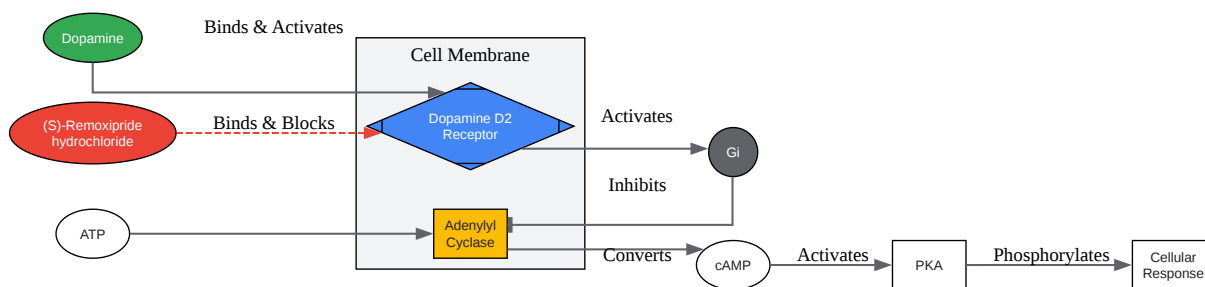 Binds & Activates
Dopamine
Cell Membrane
(S)-Remoxipride
hydrochloride
Binds & Blocks
Dopamine D2
Receptor
Activates
Gi
Inhibits
ATP
Adenylyl
Cyclase
Converts
cAMP
Activates
PKA
Phosphorylates
Cellular
Response